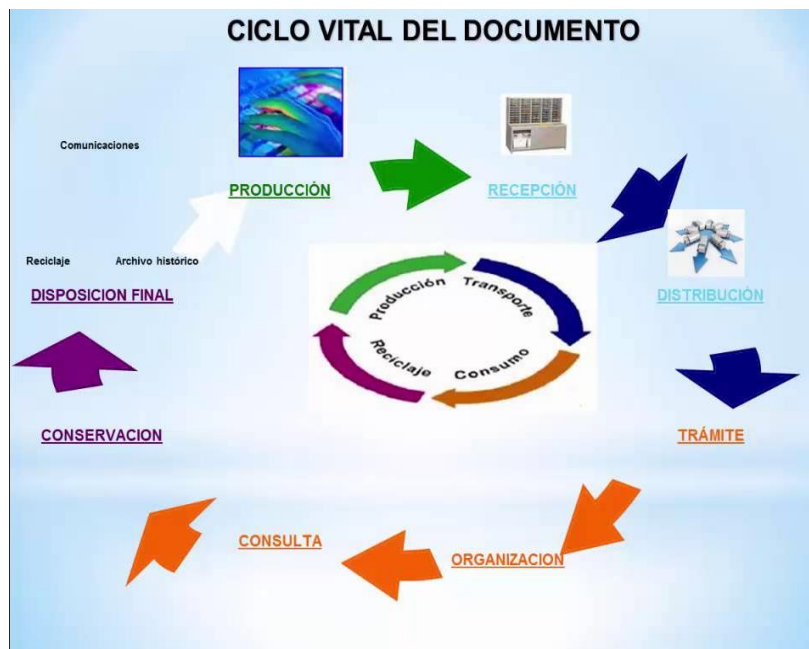 CICLO VITAL DEL DOCUMENTO
Comunicaciones
PRODUCCIÓN
RECEPCIÓN
Reciclaje
Archivo histórico
DISPOSICION FINAL
DISTRIBUCIÓN
Producción
Transporte
Reciclaje
Consumo
CONSERVACION
TRÁMITE
CONSULTA
ORGANIZACION